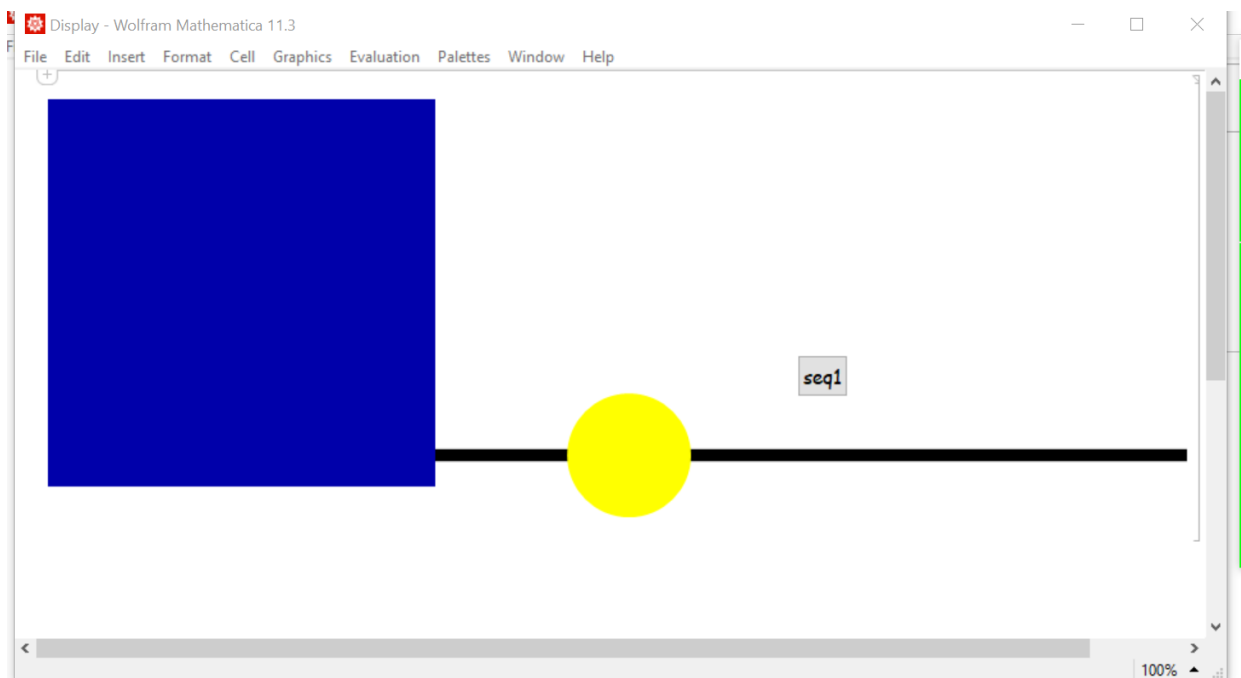 Display - Wolfram Mathematica 11.3
File Edit Insert Format Cell Graphics Evaluation Palettes Window Help
seq1
100%